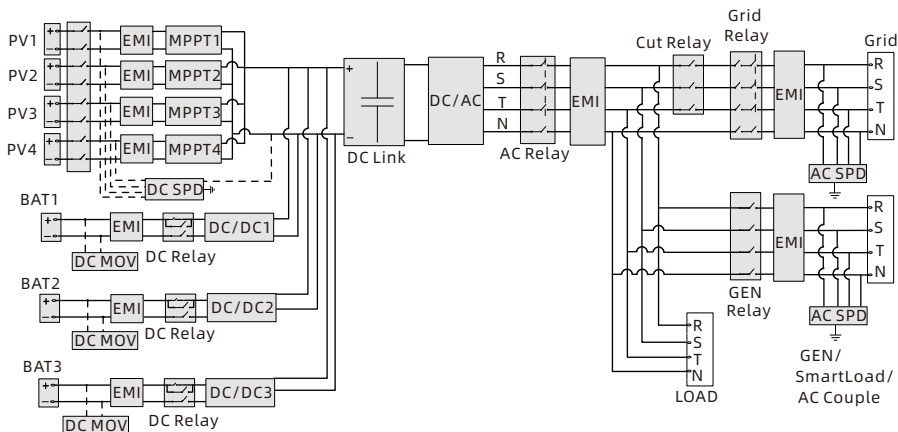 PV1
+
−
EMI
MPPT1
PV2
+
−
EMI
MPPT2
PV3
+
−
EMI
MPPT3
PV4
+
−
EMI
MPPT4
DC SPD
BAT1
+
−
EMI
DC/DC1
DC MOV
DC Relay
BAT2
+
−
EMI
DC/DC2
DC MOV
DC Relay
BAT3
+
−
EMI
DC/DC3
DC MOV
DC Relay
+
−
DC Link
DC/AC
R
S
T
N
AC Relay
EMI
Cut Relay
Grid
Relay
EMI
Grid
R
S
T
N
AC SPD
GEN
Relay
EMI
R
S
T
N
AC SPD
GEN/
SmartLoad/
AC Couple
R
S
T
N
LOAD